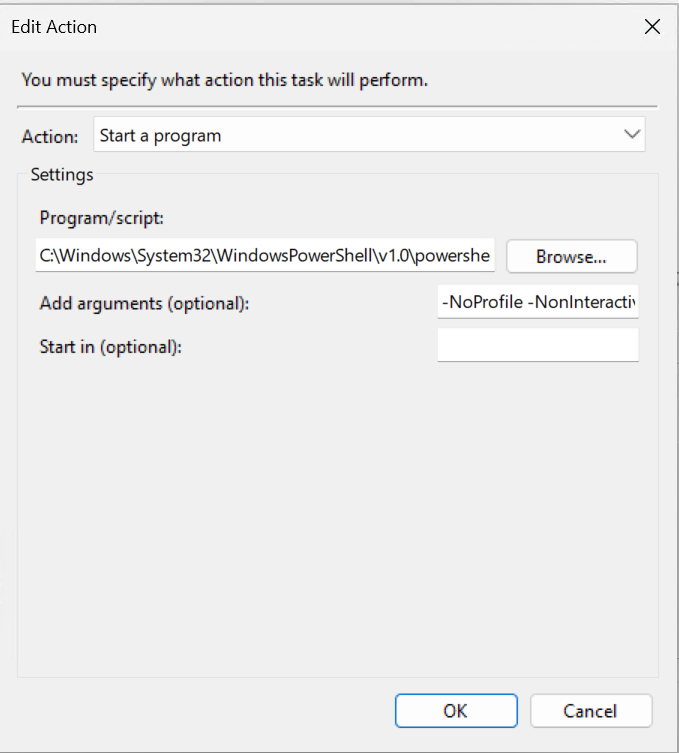 Edit Action
You must specify what action this task will perform.
Action: Start a program
Settings
Program/script:
C:\Windows\System32\WindowsPowerShell\v1.0\powershe Browse...
Add arguments (optional): -NoProfile -NonInteractiv
Start in (optional):
OK Cancel